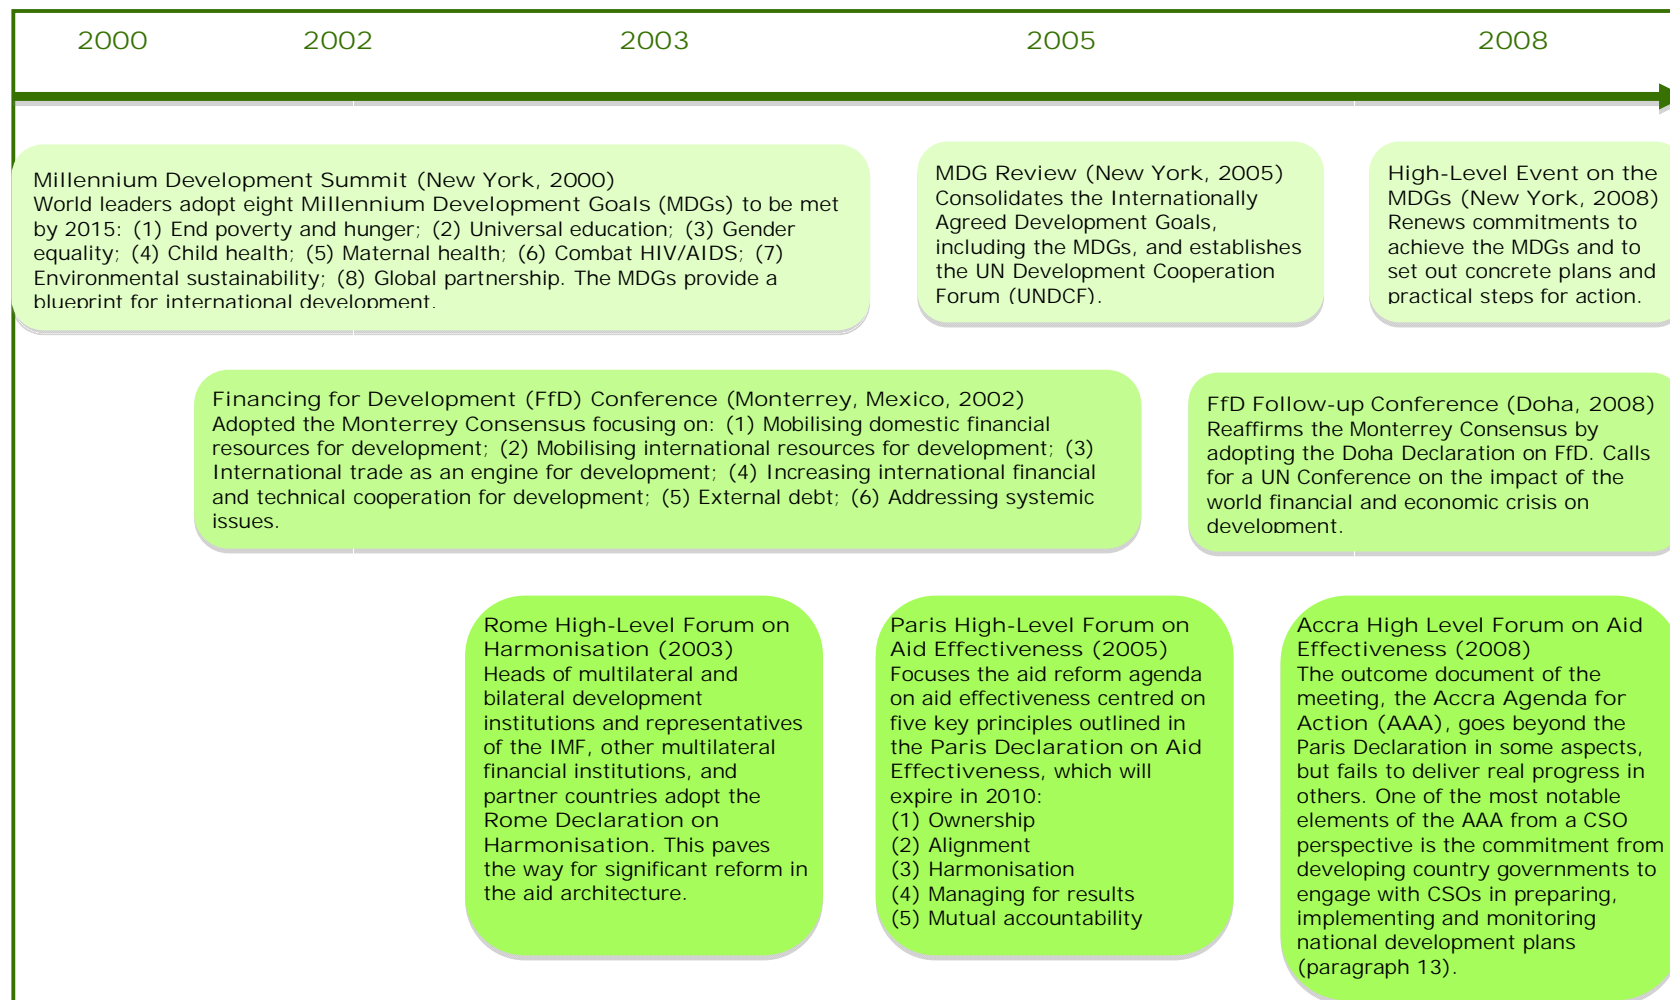 2000 2002 2003 2005 2008
Millennium Development Summit (New York, 2000)
World leaders adopt eight Millennium Development Goals (MDGs) to be met
by 2015: (1) End poverty and hunger; (2) Universal education; (3) Gender
equality; (4) Child health; (5) Maternal health; (6) Combat HIV/AIDS; (7)
Environmental sustainability; (8) Global partnership. The MDGs provide a
blueprint for international development.
MDG Review (New York, 2005)
Consolidates the Internationally
Agreed Development Goals,
including the MDGs, and establishes
the UN Development Cooperation
Forum (UNDCF).
High-Level Event on the
MDGs (New York, 2008)
Renews commitments to
achieve the MDGs and to
set out concrete plans and
practical steps for action.
Financing for Development (FfD) Conference (Monterrey, Mexico, 2002)
Adopted the Monterrey Consensus focusing on: (1) Mobilising domestic financial
resources for development; (2) Mobilising international resources for development; (3)
International trade as an engine for development; (4) Increasing international financial
and technical cooperation for development; (5) External debt; (6) Addressing systemic
issues.
FfD Follow-up Conference (Doha, 2008)
Reaffirms the Monterrey Consensus by
adopting the Doha Declaration on FfD. Calls
for a UN Conference on the impact of the
world financial and economic crisis on
development.
Rome High-Level Forum on
Harmonisation (2003)
Heads of multilateral and
bilateral development
institutions and representatives
of the IMF, other multilateral
financial institutions, and
partner countries adopt the
Rome Declaration on
Harmonisation. This paves
the way for significant reform in
the aid architecture.
Paris High-Level Forum on
Aid Effectiveness (2005)
Focuses the aid reform agenda
on aid effectiveness centred on
five key principles outlined in
the Paris Declaration on Aid
Effectiveness, which will
expire in 2010:
(1) Ownership
(2) Alignment
(3) Harmonisation
(4) Managing for results
(5) Mutual accountability
Accra High Level Forum on Aid
Effectiveness (2008)
The outcome document of the
meeting, the Accra Agenda for
Action (AAA), goes beyond the
Paris Declaration in some aspects,
but fails to deliver real progress in
others. One of the most notable
elements of the AAA from a CSO
perspective is the commitment from
developing country governments to
engage with CSOs in preparing,
implementing and monitoring
national development plans
(paragraph 13).